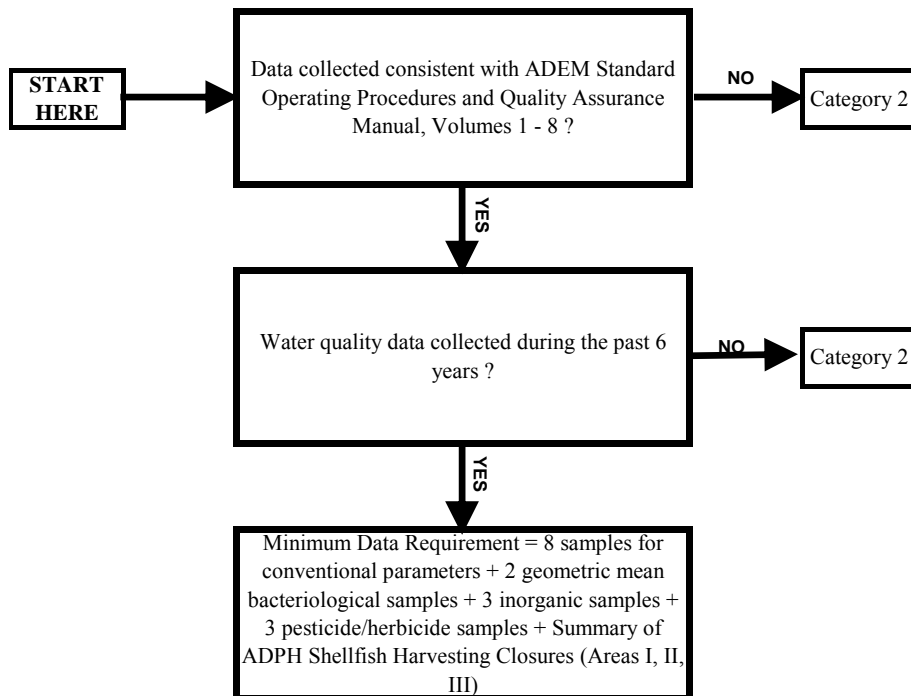 START
HERE
Data collected consistent with ADEM Standard
Operating Procedures and Quality Assurance
Manual, Volumes 1 - 8 ?
NO
Category 2
YES
Water quality data collected during the past 6
years ?
NO
Category 2
YES
Minimum Data Requirement = 8 samples for
conventional parameters + 2 geometric mean
bacteriological samples + 3 inorganic samples +
3 pesticide/herbicide samples + Summary of
ADPH Shellfish Harvesting Closures (Areas I, II,
III)